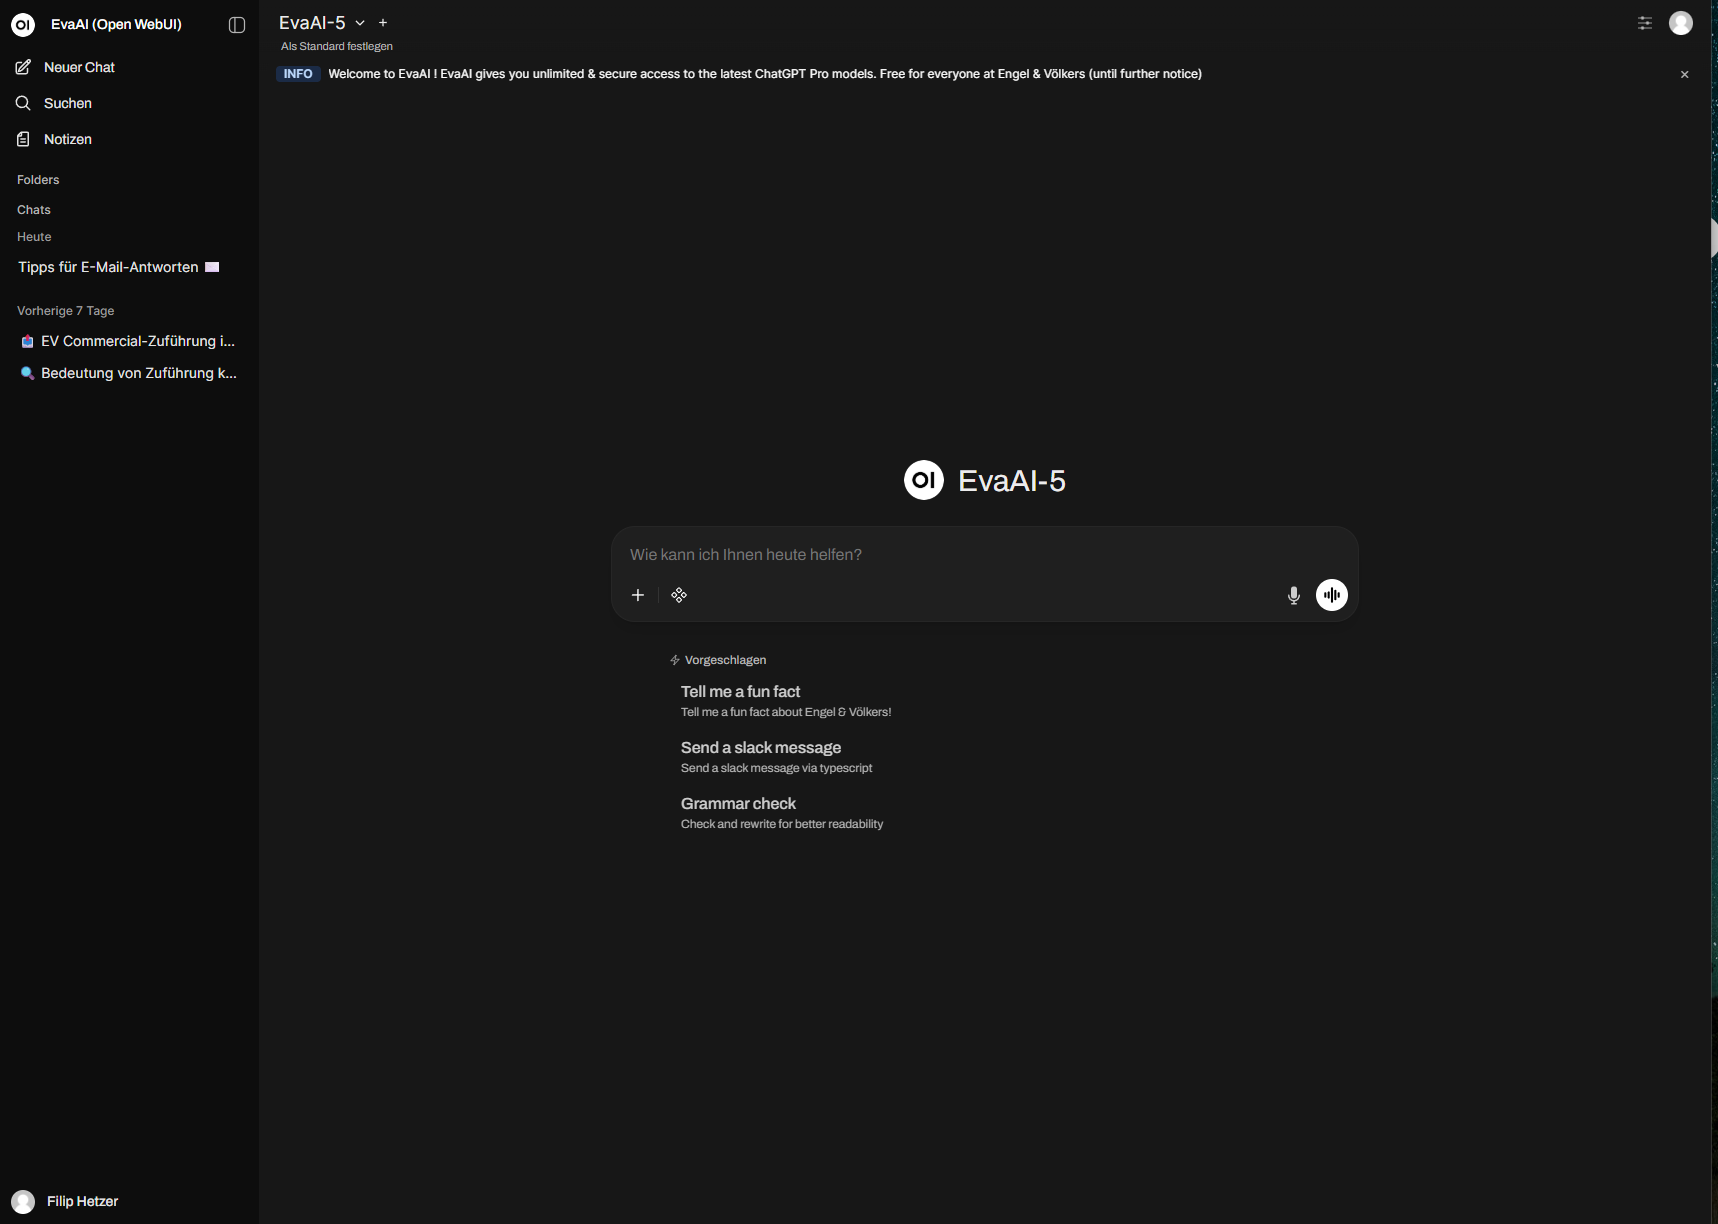 EvaAI (Open WebUI)
Neuer Chat
Suchen
Notizen
Folders
Chats
Heute
Tipps für E-Mail-Antworten
Vorherige 7 Tage
EV Commercial-Zuführung i...
Bedeutung von Zuführung k...
Filip Hetzer
EvaAI-5
Als Standard festlegen
INFO Welcome to EvaAI ! EvaAI gives you unlimited & secure access to the latest ChatGPT Pro models. Free for everyone at Engel & Völkers (until further notice)
OI EvaAI-5
Wie kann ich Ihnen heute helfen?
Vorgeschlagen
Tell me a fun fact
Tell me a fun fact about Engel & Völkers!
Send a slack message
Send a slack message via typescript
Grammar check
Check and rewrite for better readability